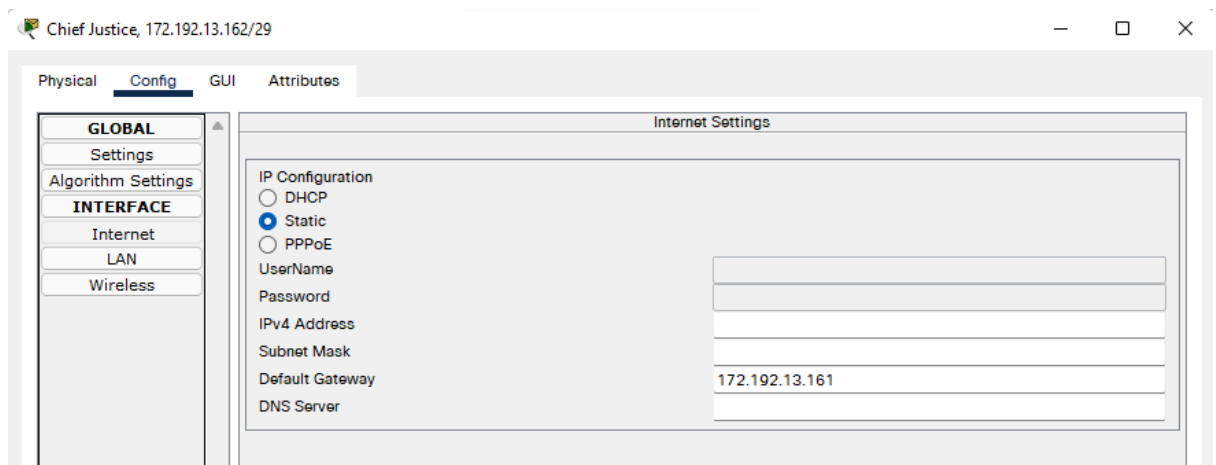 Chief Justice, 172.192.13.162/29
Physical Config GUI Attributes
GLOBAL
Settings
Algorithm Settings
INTERFACE
Internet
LAN
Wireless
Internet Settings
IP Configuration
DHCP
Static
PPPoE
UserName
Password
IPv4 Address
Subnet Mask
Default Gateway 172.192.13.161
DNS Server